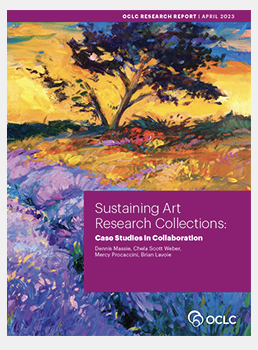 OCLC RESEARCH REPORT | APRIL 2023
Sustaining Art
Research Collections:
Case Studies in Collaboration
Dennis Massie, Chela Scott Weber,
Mercy Procaccini, Brian Lavoie
OCLC